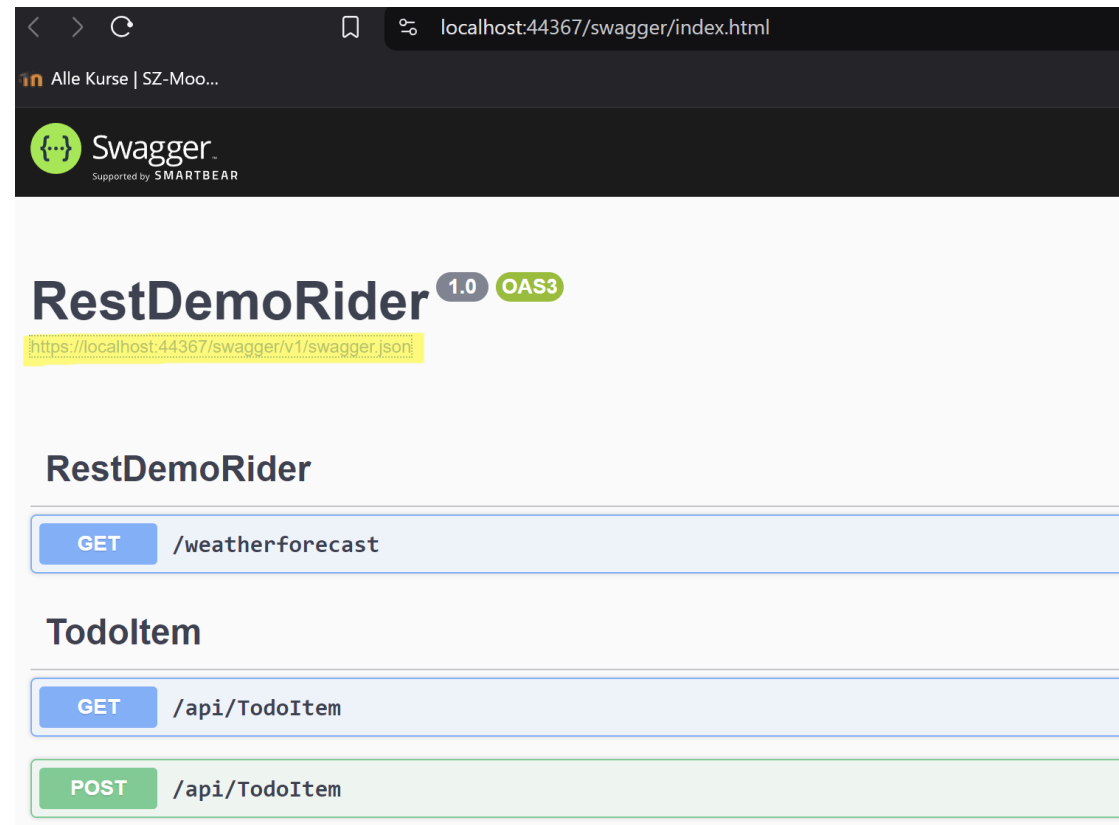 localhost:44367/swagger/index.html
Alle Kurse | SZ-Moo...
{...} Swagger™
Supported by SMARTBEAR
RestDemoRider 1.0 OAS3
https://localhost:44367/swagger/v1/swagger.json
RestDemoRider
GET /weatherforecast
TodoItem
GET /api/TodoItem
POST /api/TodoItem